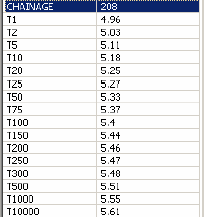 CHAINAGE 208
T1 4.96
T2 5.03
T5 5.11
T10 5.18
T20 5.25
T25 5.27
T50 5.33
T75 5.37
T100 5.4
T150 5.44
T200 5.46
T250 5.47
T300 5.48
T500 5.51
T1000 5.55
T10000 5.61